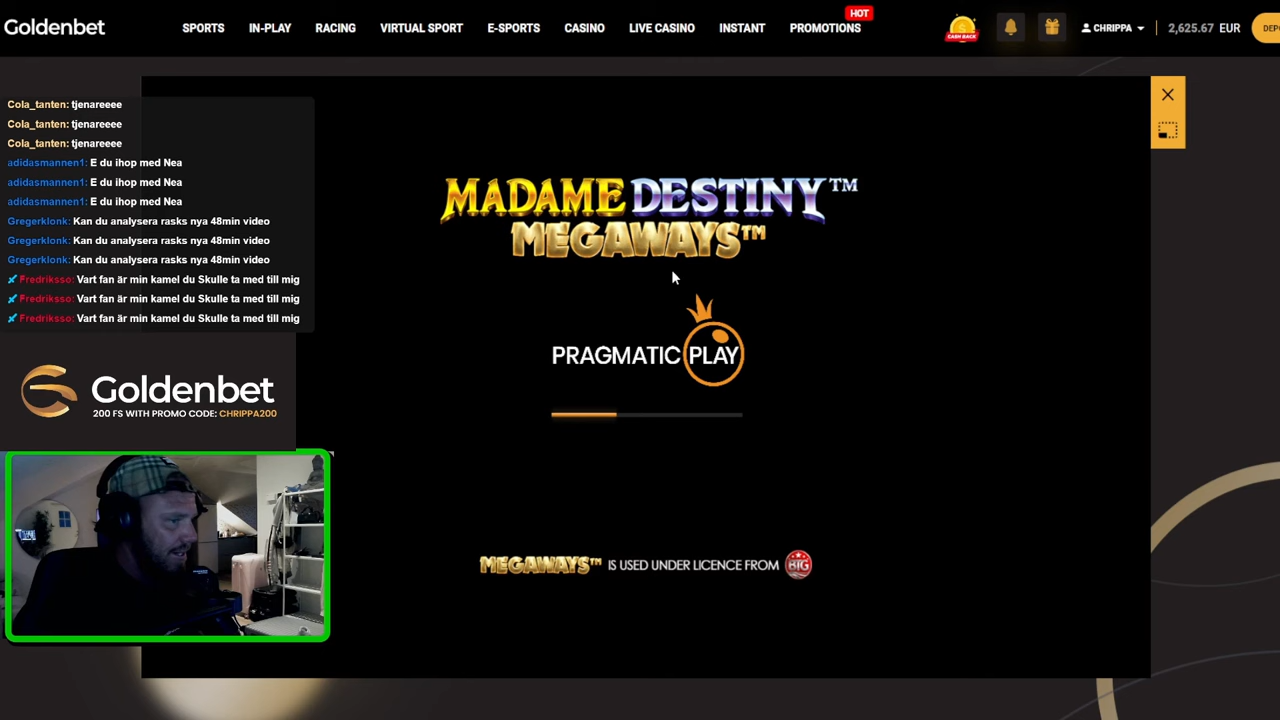 Goldenbet
SPORTS IN-PLAY RACING VIRTUAL SPORT E-SPORTS CASINO LIVE CASINO INSTANT PROMOTIONS HOT
CASH BACK
CHRIPPA 2,625.67 EUR DEP
Cola_tanten: tjenareeee
Cola_tanten: tjenareeee
Cola_tanten: tjenareeee
adidasmannen1: E du ihop med Nea
adidasmannen1: E du ihop med Nea
adidasmannen1: E du ihop med Nea
Gregerklonk: Kan du analysera rasks nya 48min video
Gregerklonk: Kan du analysera rasks nya 48min video
Gregerklonk: Kan du analysera rasks nya 48min video
Fredriksso: Vart fan är min kamel du Skulle ta med till mig
Fredriksso: Vart fan är min kamel du Skulle ta med till mig
Fredriksso: Vart fan är min kamel du Skulle ta med till mig
Goldenbet
200 FS WITH PROMO CODE: CHRIPPA200
MADAME DESTINY™
MEGAWAYS™
PRAGMATIC PLAY
MEGAWAYS™ IS USED UNDER LICENCE FROM BTG